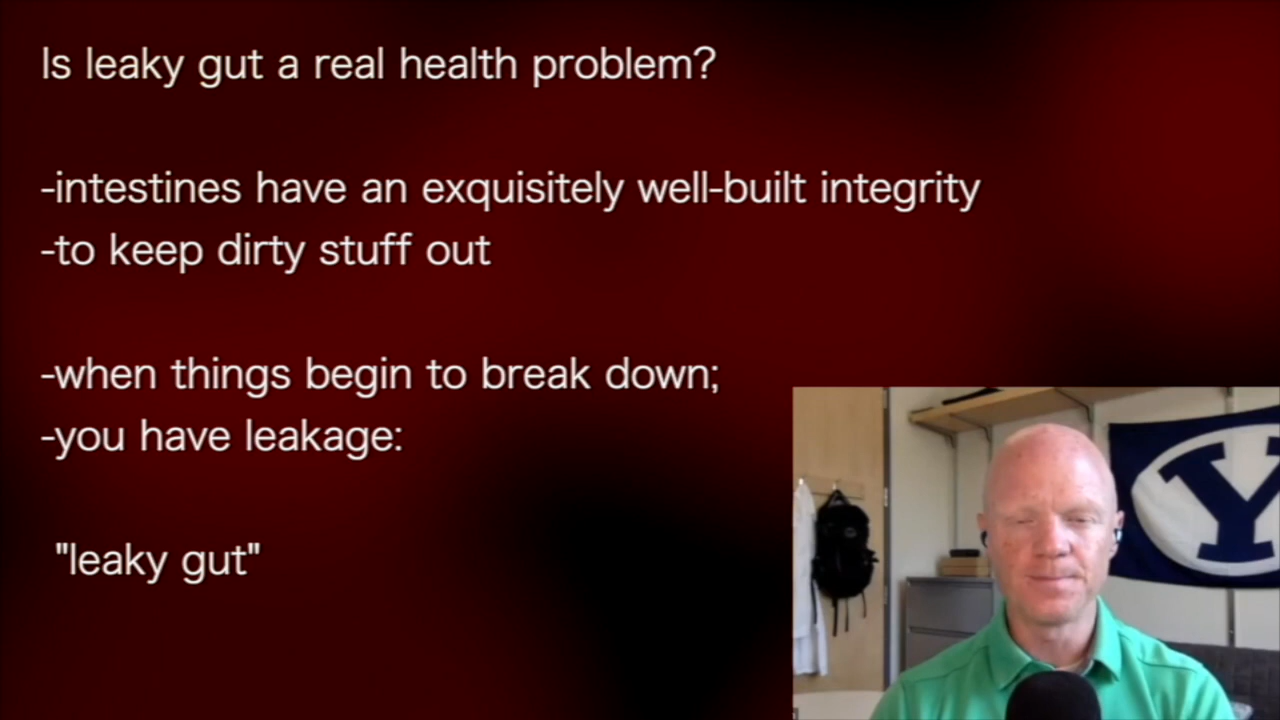 Is leaky gut a real health problem?
-intestines have an exquisitely well-built integrity
-to keep dirty stuff out
-when things begin to break down;
-you have leakage:
"leaky gut"
Y